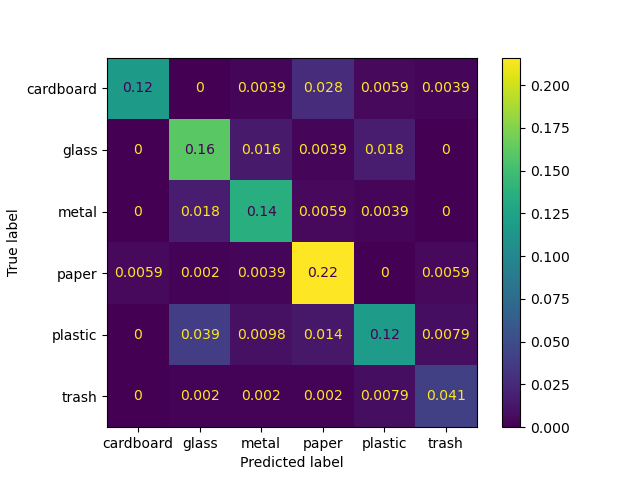 cardboard 0.12 0 0.0039 0.028 0.0059 0.0039
glass 0 0.16 0.016 0.0039 0.018 0
metal 0 0.018 0.14 0.0059 0.0039 0
paper 0.0059 0.002 0.0039 0.22 0 0.0059
plastic 0 0.039 0.0098 0.014 0.12 0.0079
trash 0 0.002 0.002 0.002 0.0079 0.041
cardboard glass metal paper plastic trash
Predicted label
True label
0.200
0.175
0.150
0.125
0.100
0.075
0.050
0.025
0.000